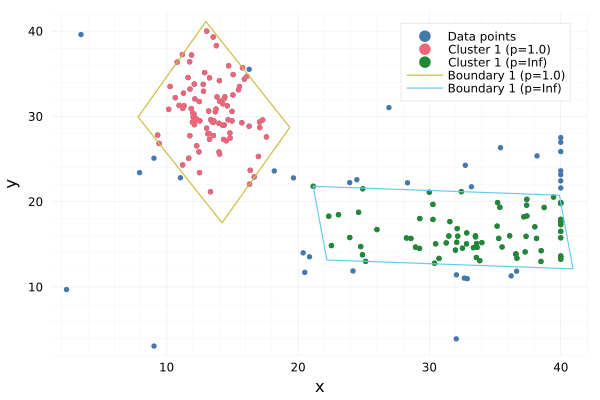 40
30
20
10
y
10
20
30
40
x
Data points
Cluster 1 (p=1.0)
Cluster 1 (p=Inf)
Boundary 1 (p=1.0)
Boundary 1 (p=Inf)